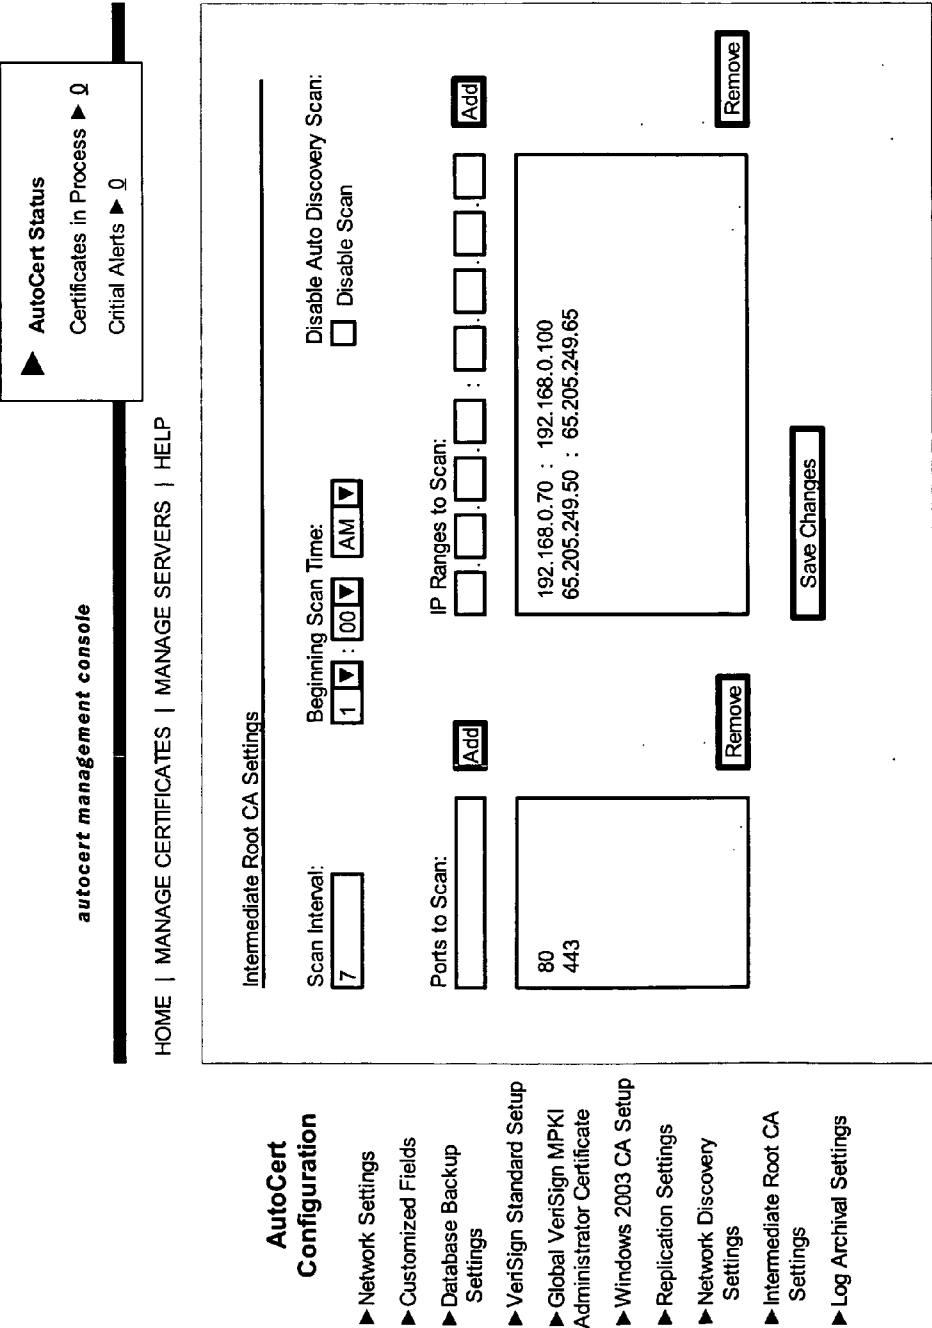 autocert management console
AutoCert Status
Certificates in Process ▶ 0
Critial Alerts ▶ 0
HOME | MANAGE CERTIFICATES | MANAGE SERVERS | HELP
AutoCert
Configuration
▶ Network Settings
▶ Customized Fields
▶ Database Backup
Settings
▶ VeriSign Standard Setup
▶ Global VeriSign MPKI
Administrator Certificate
▶ Windows 2003 CA Setup
▶ Replication Settings
▶ Network Discovery
Settings
▶ Intermediate Root CA
Settings
▶ Log Archival Settings
Intermediate Root CA Settings
Scan Interval:
7
Beginning Scan Time:
1 ▼ : 00 ▼ AM ▼
Disable Auto Discovery Scan:
Disable Scan
Ports to Scan:
Add
80
443
Remove
IP Ranges to Scan:
. . . : . . .
Add
192.168.0.70 : 192.168.0.100
65.205.249.50 : 65.205.249.65
Remove
Save Changes